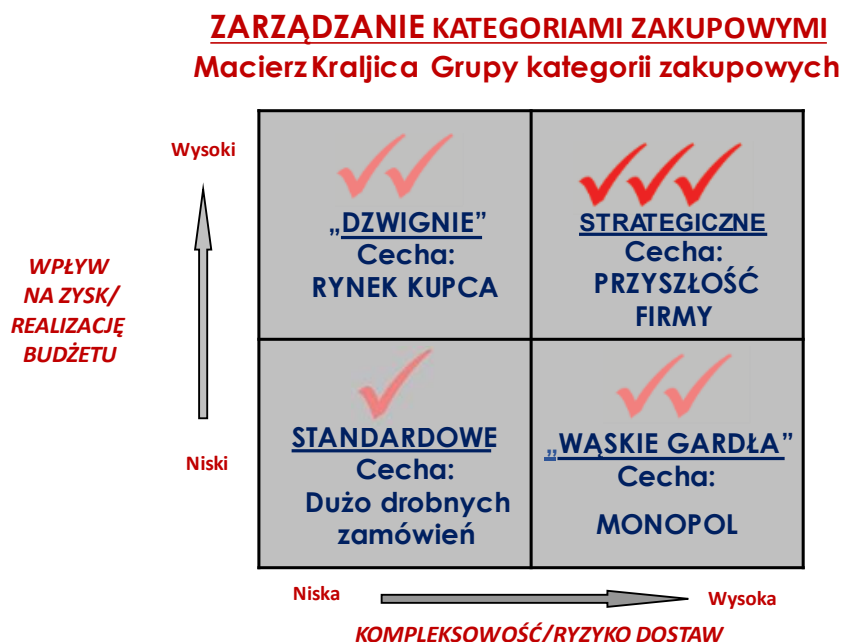 ZARZĄDZANIE KATEGORIAMI ZAKUPOWYMI
Macierz Kraljica Grupy kategorii zakupowych
Wysoki
„DZWIGNIE”
Cecha:
RYNEK KUPCA
STRATEGICZNE
Cecha:
PRZYSZŁOŚĆ
FIRMY
WPŁYW
NA ZYSK/
REALIZACJĘ
BUDŻETU
STANDARDOWE
Cecha:
Dużo drobnych
zamówień
„WĄSKIE GARDŁA”
Cecha:
MONOPOL
Niski
Niska
Wysoka
KOMPLEKSOWOŚĆ/RYZYKO DOSTAW